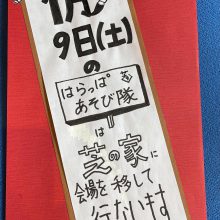 9日(土)
の
はらっぱ
あそび隊
は
芝の家に
会場を移して
行ないます